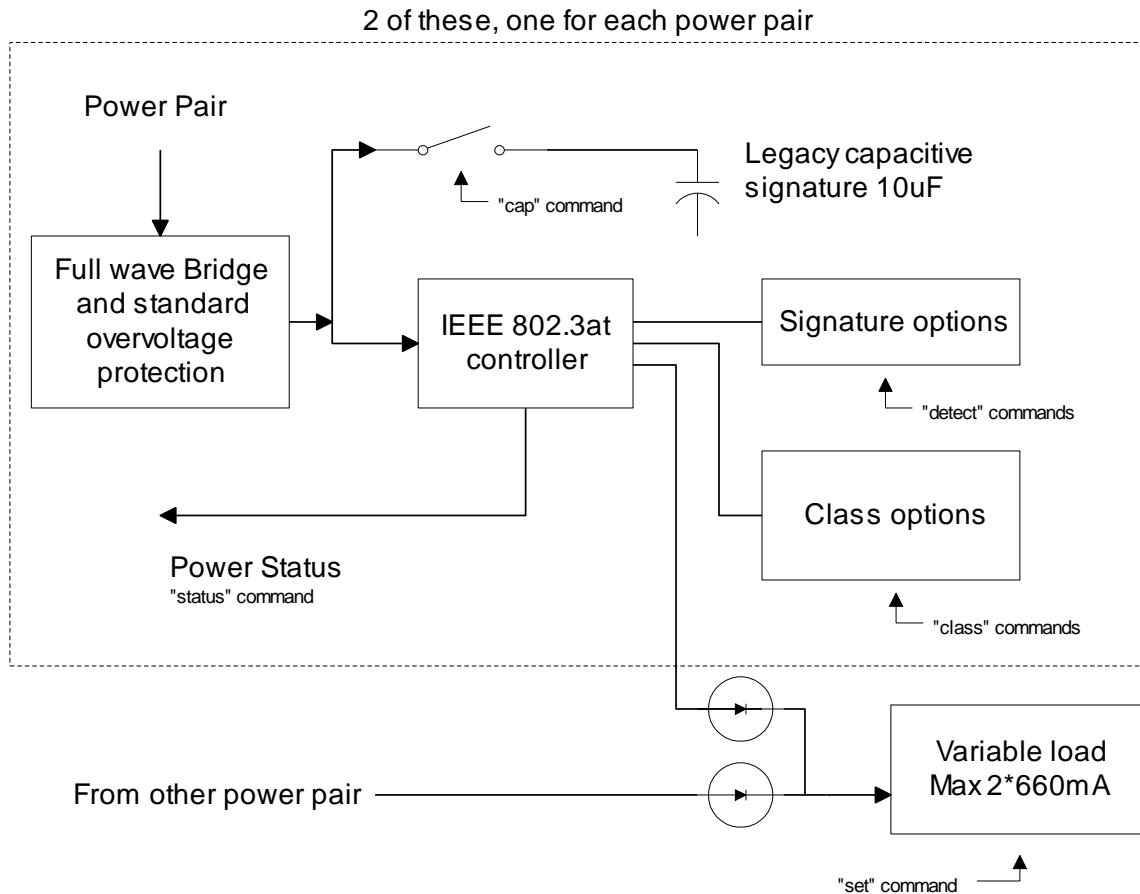 2 of these, one for each power pair
Power Pair
Legacy capacitive
signature 10uF
"cap" command
Full wave Bridge
and standard
overvoltage
protection
IEEE 802.3at
controller
Signature options
"detect" commands
Class options
"class" commands
Power Status
"status" command
Variable load
Max 2*660mA
From other power pair
"set" command